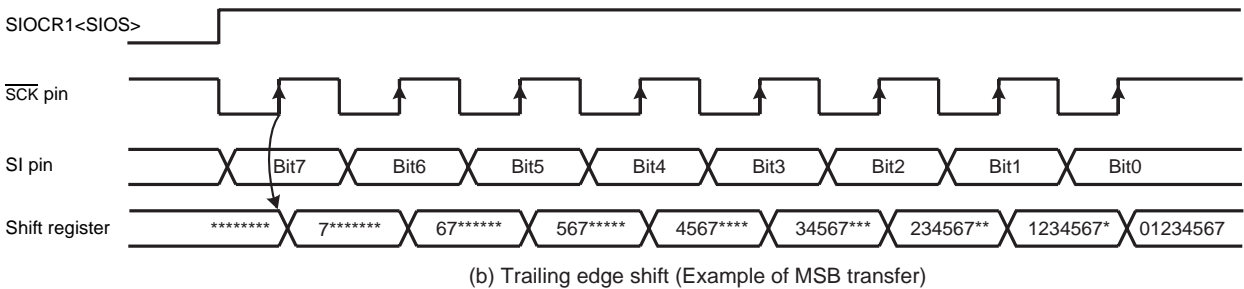 SIOCR1<SIOS>
SCK pin
SI pin Bit7 Bit6 Bit5 Bit4 Bit3 Bit2 Bit1 Bit0
Shift register ******** 7******* 67****** 567***** 4567**** 34567*** 234567** 1234567* 01234567
(b) Trailing edge shift (Example of MSB transfer)